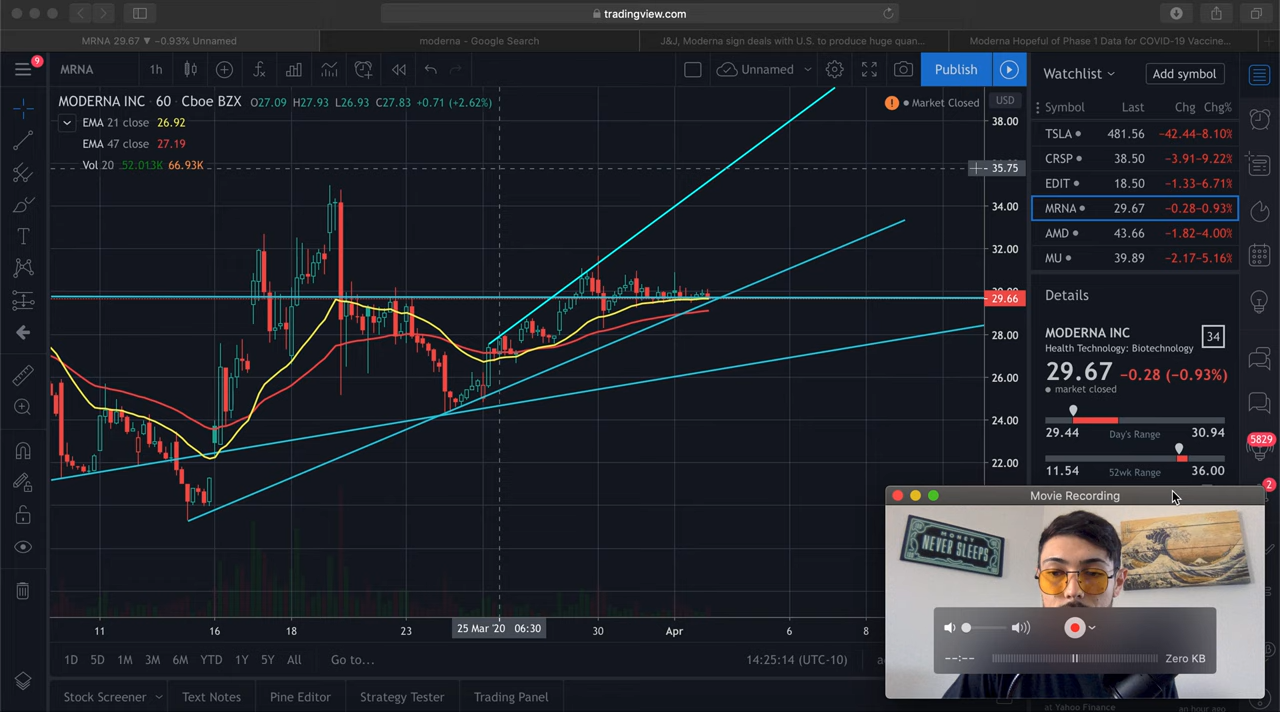 tradingview.com
MRNA 29.67 ▼ −0.93% Unnamed
moderna - Google Search
J&J, Moderna sign deals with U.S. to produce huge quan...
Moderna Hopeful of Phase 1 Data for COVID-19 Vaccine...
9
MRNA
1h
Unnamed
Publish
Watchlist
Add symbol
MODERNA INC · 60 · Cboe BZX O27.09 H27.93 L26.93 C27.83 +0.71 (+2.62%)
Market Closed
USD
EMA 21 close 26.92
EMA 47 close 27.19
Vol 20 52.013K 66.93K
38.00
35.75
34.00
32.00
29.66
28.00
26.00
24.00
22.00
Symbol Last Chg Chg%
TSLA 481.56 −42.44 −8.10%
CRSP 38.50 −3.91 −9.22%
EDIT 18.50 −1.33 −6.71%
MRNA 29.67 −0.28 −0.93%
AMD 43.66 −1.82 −4.00%
MU 39.89 −2.17 −5.16%
Details
MODERNA INC
34
Health Technology: Biotechnology
29.67 −0.28 (−0.93%)
market closed
29.44 Day's Range 30.94
11.54 52wk Range 36.00
5829
2
Movie Recording
MONEY
NEVER SLEEPS
--:--
Zero KB
11
16
18
23
25 Mar '20 06:30
30
Apr
6
8
1D 5D 1M 3M 6M YTD 1Y 5Y All Go to...
14:25:14 (UTC-10)
Stock Screener
Text Notes
Pine Editor
Strategy Tester
Trading Panel
at Yahoo Finance
an hour ago